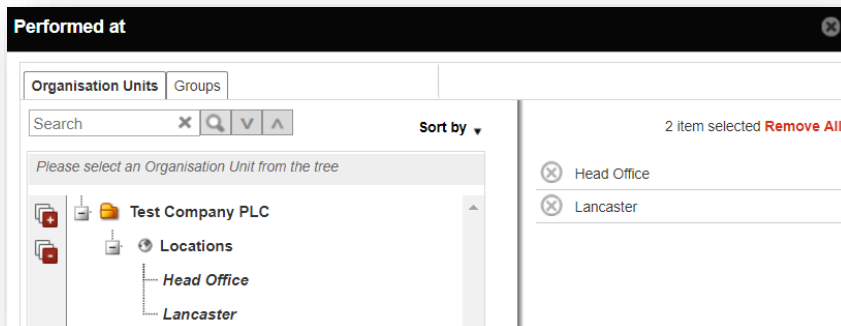 Performed at
Organisation Units Groups
Search
Sort by
2 item selected Remove All
Please select an Organisation Unit from the tree
Head Office
Lancaster
Test Company PLC
Locations
Head Office
Lancaster